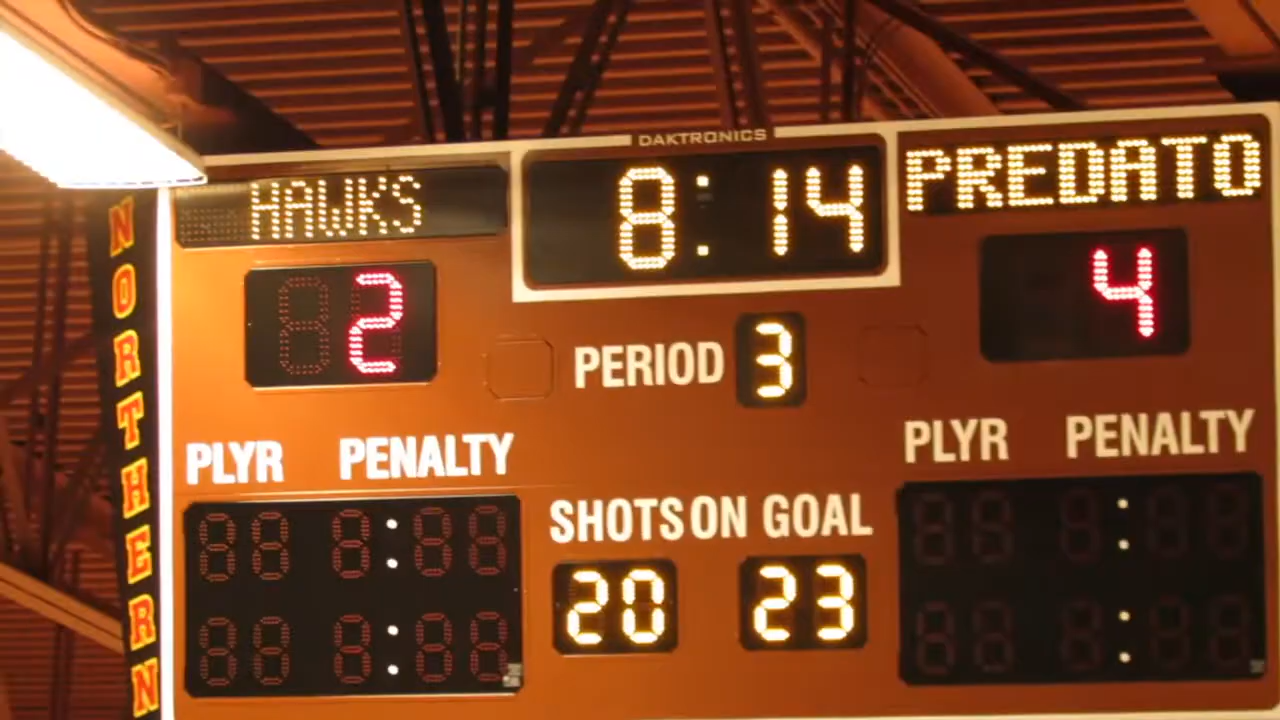 DAKTRONICS
HAWKS 8:14 PREDATO
2 4
PERIOD 3
PLYR PENALTY PLYR PENALTY
SHOTS ON GOAL
20 23
NORTHERN